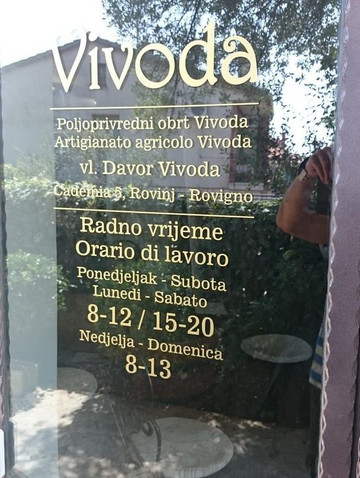 Vivoda
Poljoprivredni obrt Vivoda
Artigianato agricolo Vivoda
vl. Davor Vivoda
Cademia 5, Rovinj - Rovigno
Radno vrijeme
Orario di lavoro
Ponedjeljak - Subota
Lunedi - Sabato
8-12 / 15-20
Nedjelja - Domenica
8-13